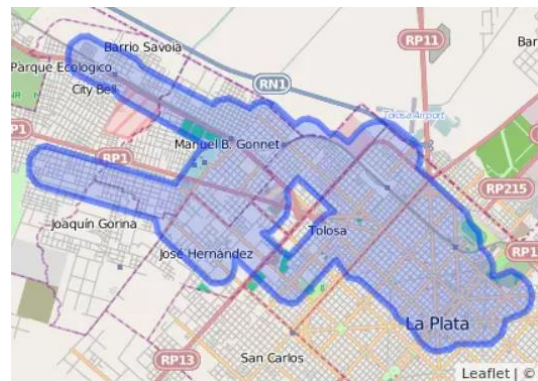 Barrio Savoia
RP11
Bar
Parque Ecológico
City Bell
RN1
Tolosa Airport
RP1
RP1
Manuel B. Gonnet
RP215
Joaquín Gorina
José Hernández
Tolosa
RP1
La Plata
RP13
San Carlos
Leaflet | ©